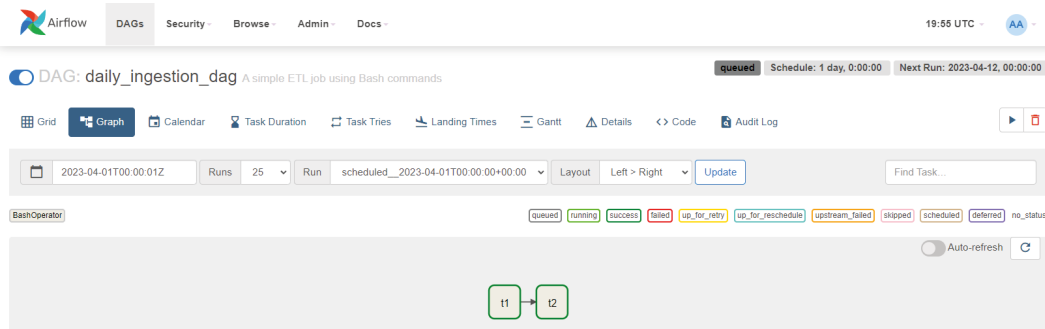 Airflow DAGs Security Browse Admin Docs 19:55 UTC AA
DAG: daily_ingestion_dag A simple ETL job using Bash commands queued Schedule: 1 day, 0:00:00 Next Run: 2023-04-12, 00:00:00
Grid Graph Calendar Task Duration Task Tries Landing Times Gantt Details <> Code Audit Log
2023-04-01T00:00:01Z Runs 25 Run scheduled__2023-04-01T00:00:00+00:00 Layout Left > Right Update Find Task...
BashOperator queued running success failed up_for_retry up_for_reschedule upstream_failed skipped scheduled deferred no_status
Auto-refresh
t1 t2